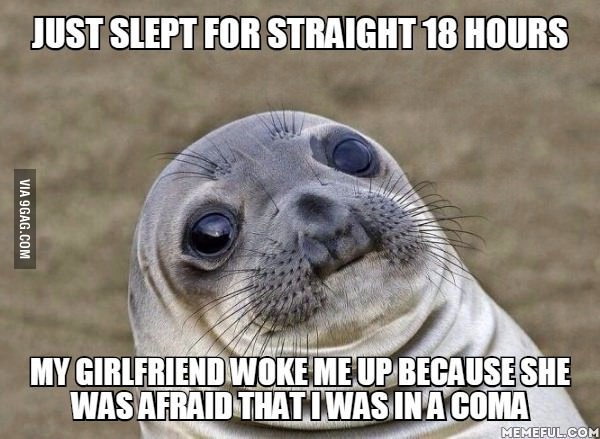 JUST SLEPT FOR STRAIGHT 18 HOURS
VIA 9GAG.COM
MY GIRLFRIEND WOKE ME UP BECAUSE SHE
WAS AFRAID THAT I WAS IN A COMA
MEMEFUL.COM